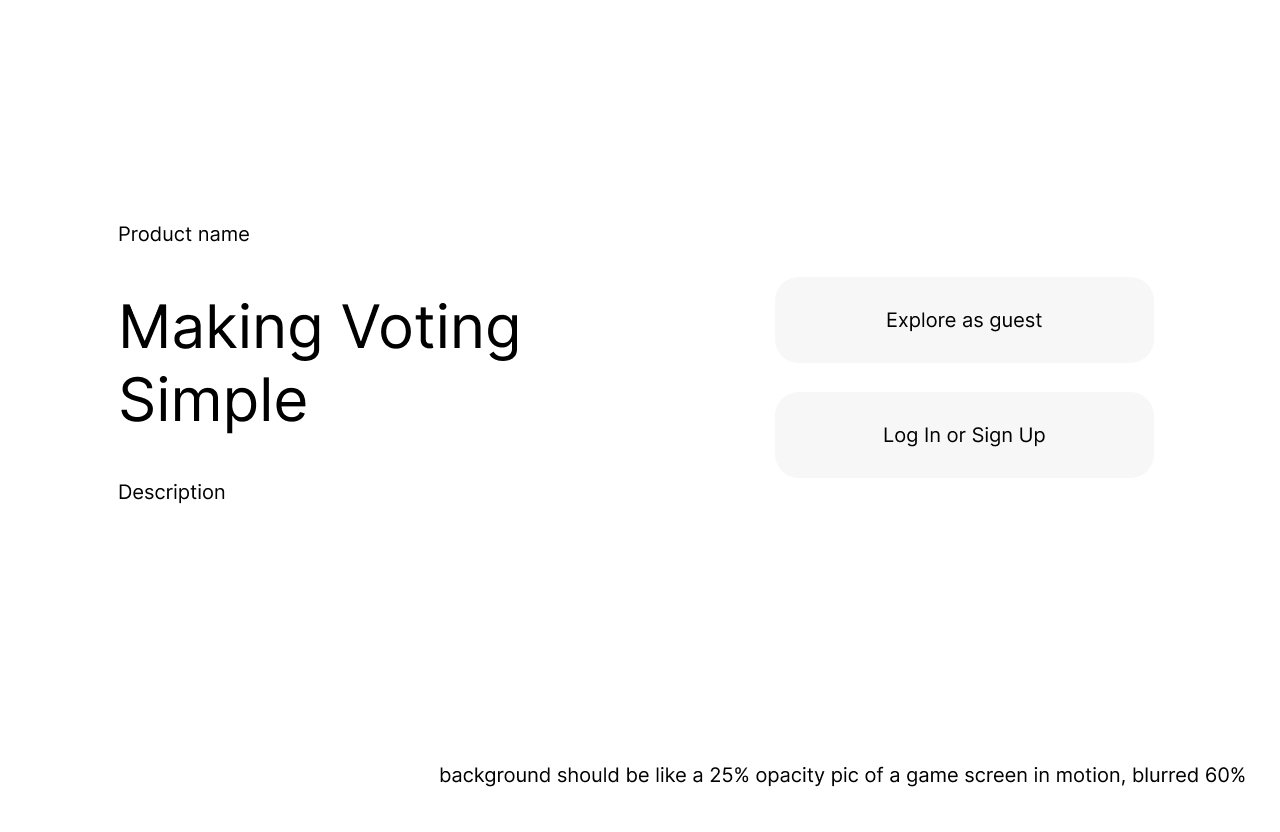 Product name
Making Voting
Simple
Description
Explore as guest
Log In or Sign Up
background should be like a 25% opacity pic of a game screen in motion, blurred 60%